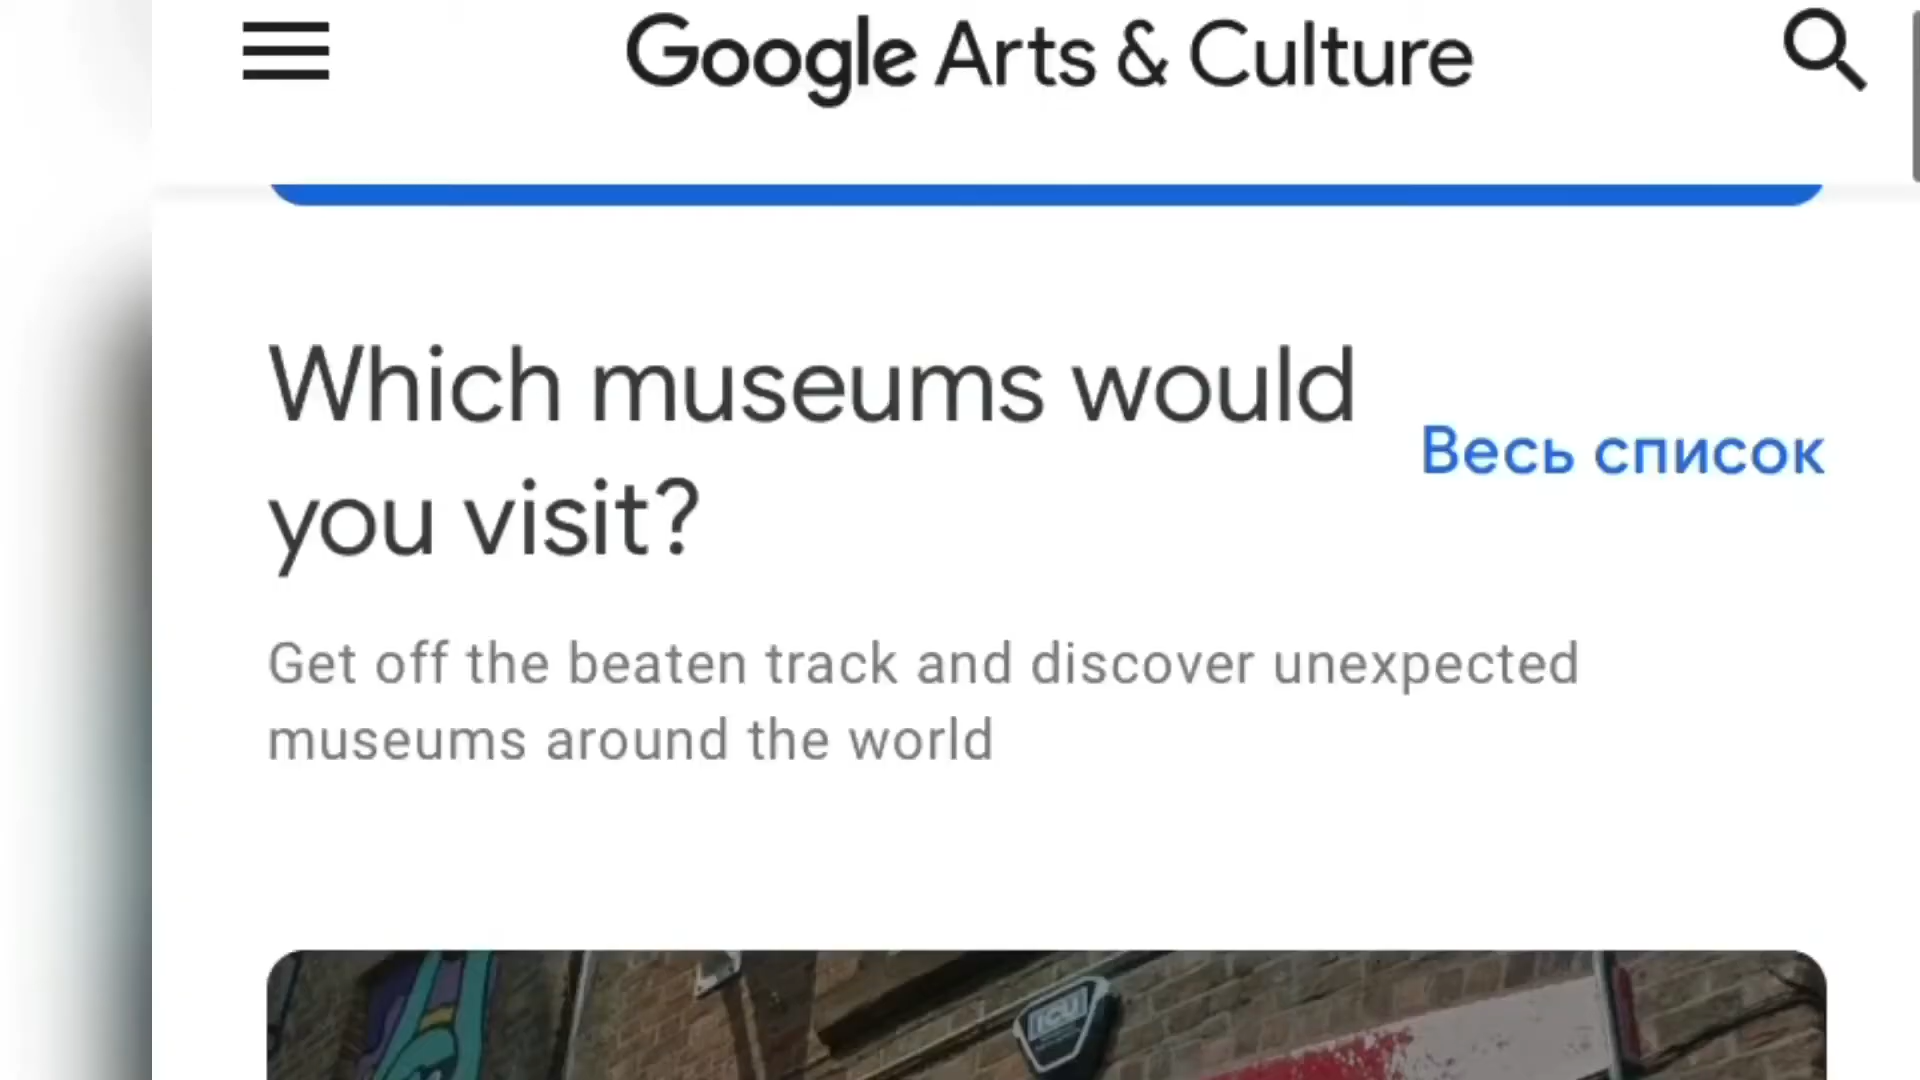 Google Arts & Culture
Which museums would
you visit?
Весь список
Get off the beaten track and discover unexpected
museums around the world
ICU